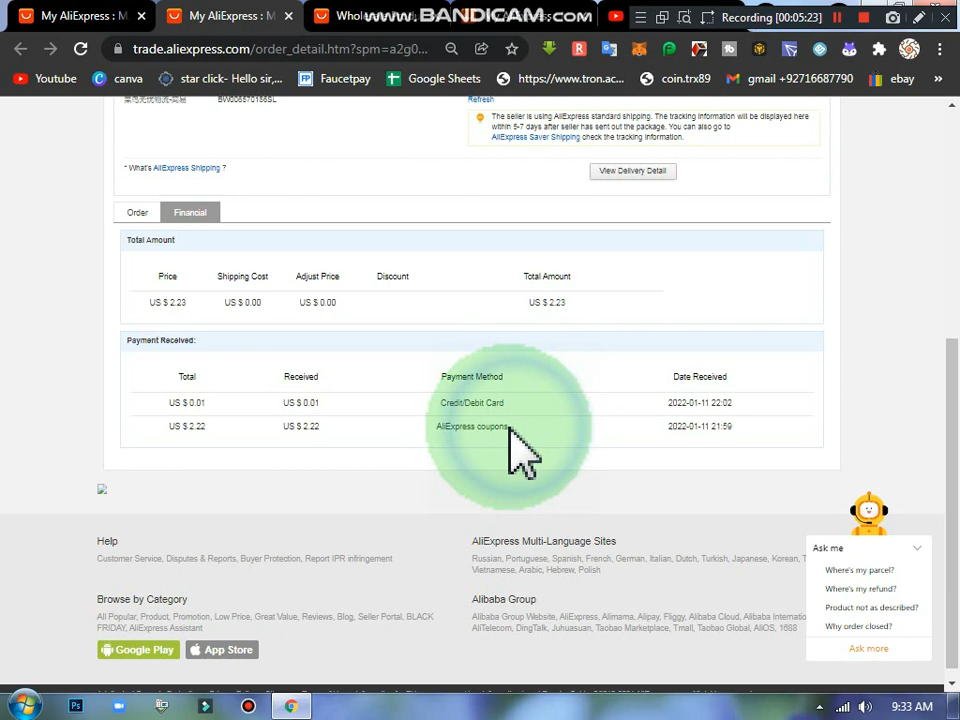 My AliExpress : M
My AliExpress : M
Whole
www.BANDICAM.com
Recording [00:05:23]
trade.aliexpress.com/order_detail.htm?spm=a2g0...
YouTube
canva
star click- Hello sir,...
Faucetpay
Google Sheets
https://www.tron.ac...
coin.trx89
gmail +92716687790
ebay
»
Refresh
The seller is using AliExpress standard shipping. The tracking information will be displayed here
within 5-7 days after seller has sent out the package. You can also go to
AliExpress Saver Shipping check the tracking information.
* What's AliExpress Shipping ?
View Delivery Detail
Order
Financial
Total Amount
Price Shipping Cost Adjust Price Discount Total Amount
US $ 2.23 US $ 0.00 US $ 0.00 US $ 2.23
Payment Received:
Total Received Payment Method Date Received
US $ 0.01 US $ 0.01 Credit/Debit Card 2022-01-11 22:02
US $ 2.22 US $ 2.22 AliExpress coupons 2022-01-11 21:59
Help
Customer Service, Disputes & Reports, Buyer Protection, Report IPR infringement
AliExpress Multi-Language Sites
Russian, Portuguese, Spanish, French, German, Italian, Dutch, Turkish, Japanese, Korean, T
Vietnamese, Arabic, Hebrew, Polish
Browse by Category
All Popular, Product, Promotion, Low Price, Great Value, Reviews, Blog, Seller Portal, BLACK
FRIDAY, AliExpress Assistant
Alibaba Group
Alibaba Group Website, AliExpress, Alimama, Alipay, Fliggy, Alibaba Cloud, Alibaba Internatio
AliTelecom, DingTalk, Juhuasuan, Taobao Marketplace, Tmall, Taobao Global, AliOS, 1688
Google Play
App Store
Ask me
Where's my parcel?
Where's my refund?
Product not as described?
Why order closed?
Ask more
Ps
9:33 AM